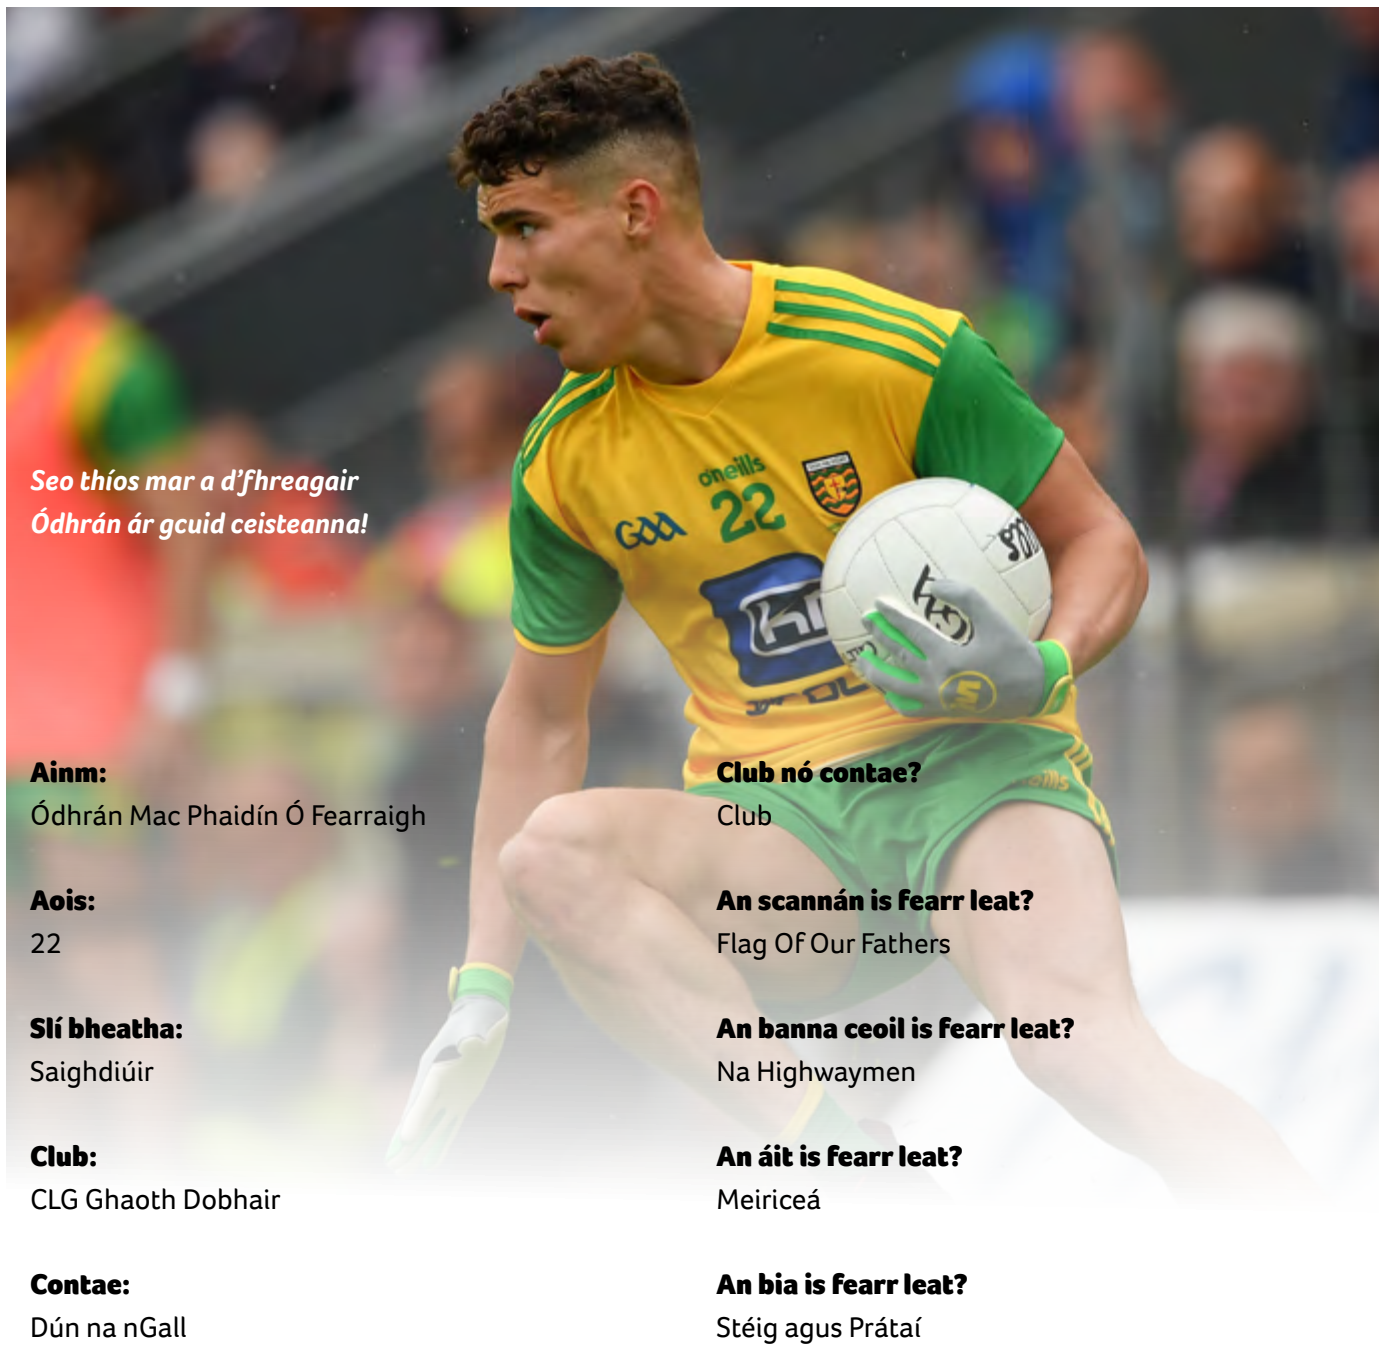 Seo thíos mar a d'fhreagair
Ódhrán ár gcuid ceisteanna!
oneills
GAA
22
Ainm:
Ódhrán Mac Phaidín Ó Fearraigh
Aois:
22
Slí bheatha:
Saighdiúir
Club:
CLG Ghaoth Dobhair
Contae:
Dún na nGall
Club nó contae?
Club
An scannán is fearr leat?
Flag Of Our Fathers
An banna ceoil is fearr leat?
Na Highwaymen
An áit is fearr leat?
Meiriceá
An bia is fearr leat?
Stéig agus Prátaí